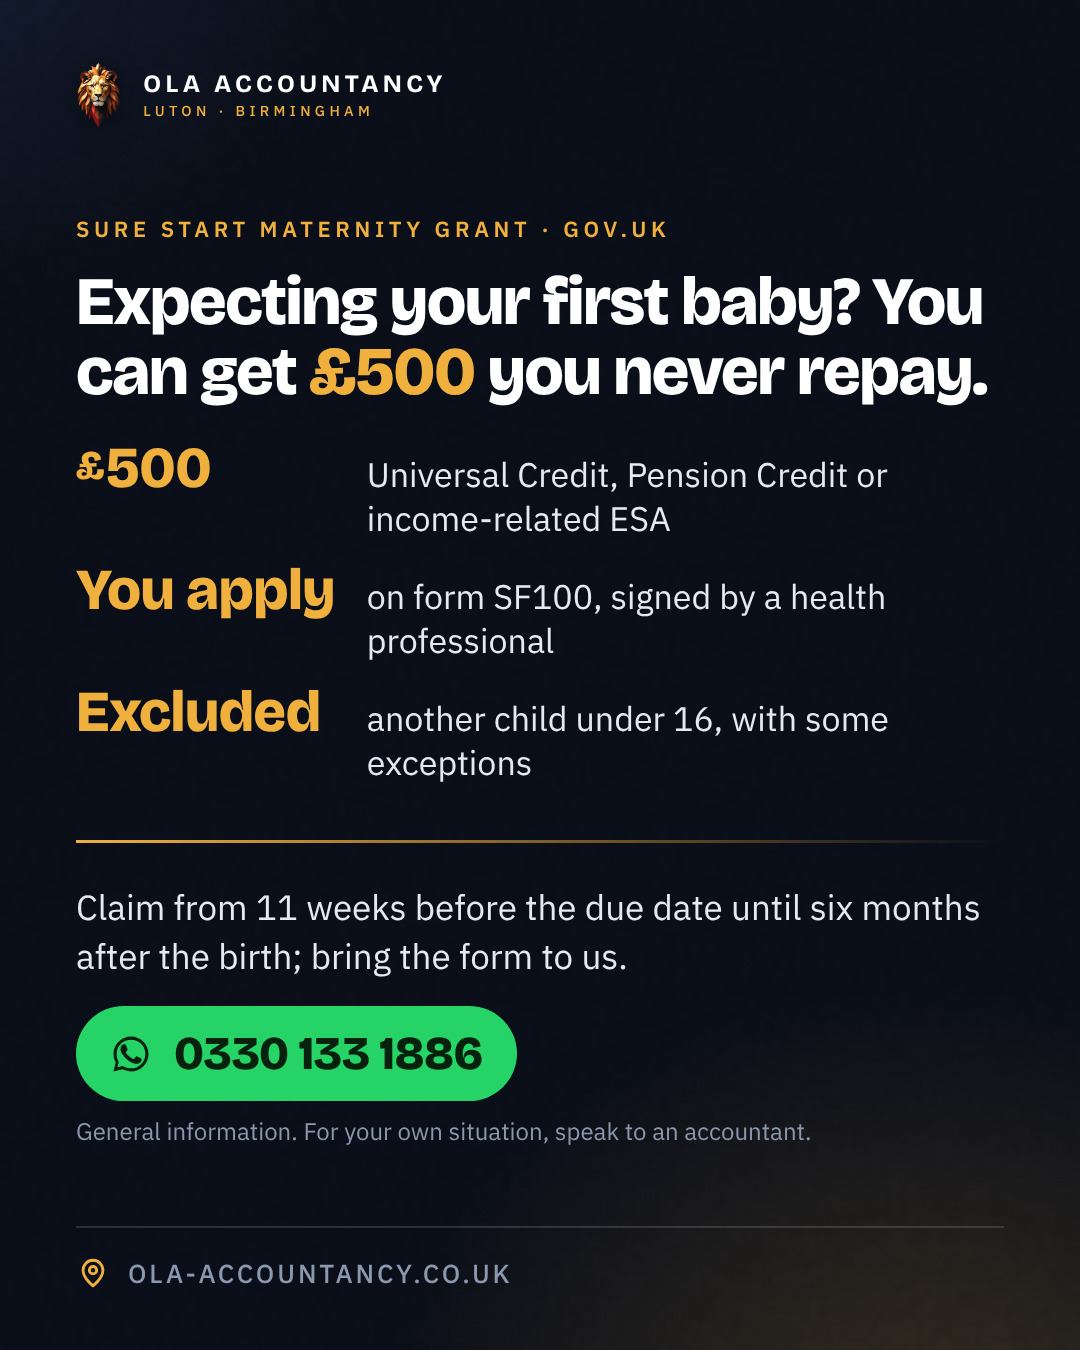 OLA ACCOUNTANCY
LUTON · BIRMINGHAM
SURE START MATERNITY GRANT · GOV.UK
Expecting your first baby? You
can get £500 you never repay.
£500
Universal Credit, Pension Credit or
income-related ESA
You apply
on form SF100, signed by a health
professional
Excluded
another child under 16, with some
exceptions
Claim from 11 weeks before the due date until six months
after the birth; bring the form to us.
0330 133 1886
General information. For your own situation, speak to an accountant.
OLA-ACCOUNTANCY.CO.UK